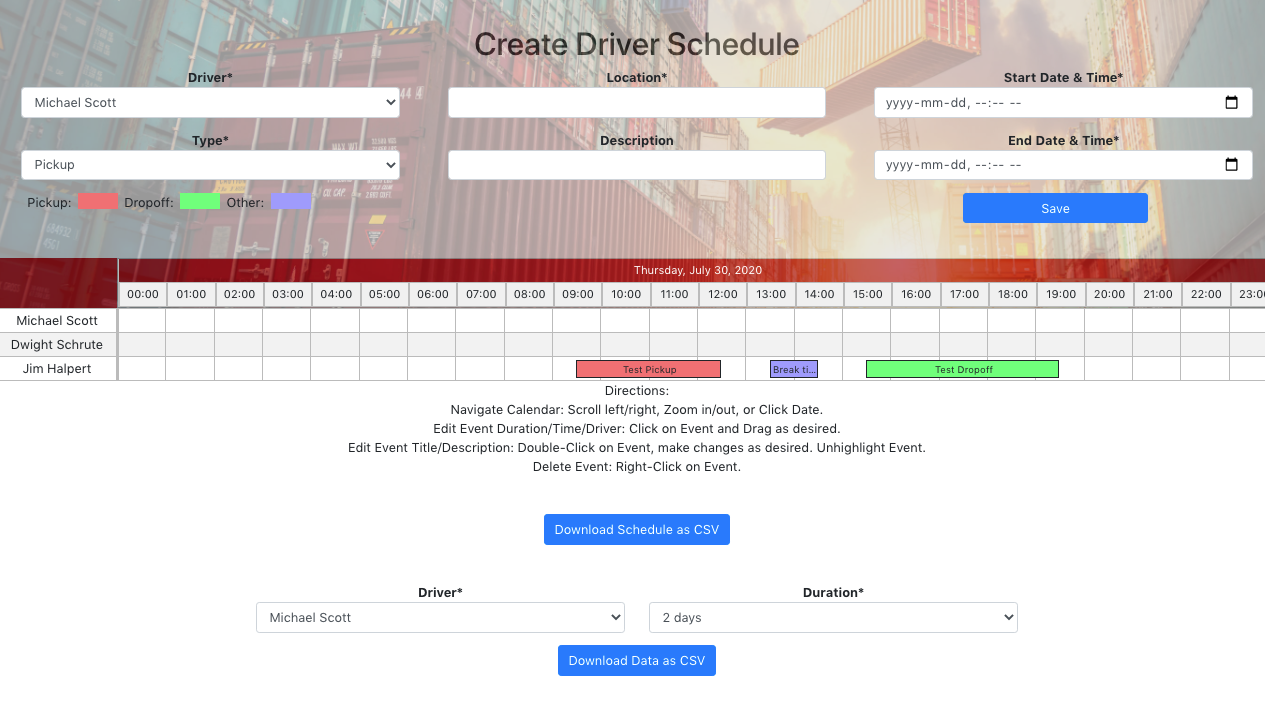 Create Driver Schedule
Driver* Location* Start Date & Time*
Michael Scott yyyy-mm-dd, --:-- --
Type* Description End Date & Time*
Pickup yyyy-mm-dd, --:-- --
Pickup: Dropoff: Other: Save
Thursday, July 30, 2020
00:00 01:00 02:00 03:00 04:00 05:00 06:00 07:00 08:00 09:00 10:00 11:00 12:00 13:00 14:00 15:00 16:00 17:00 18:00 19:00 20:00 21:00 22:00 23:00
Michael Scott
Dwight Schrute
Jim Halpert Test Pickup Break ti... Test Dropoff
Directions:
Navigate Calendar: Scroll left/right, Zoom in/out, or Click Date.
Edit Event Duration/Time/Driver: Click on Event and Drag as desired.
Edit Event Title/Description: Double-Click on Event, make changes as desired. Unhighlight Event.
Delete Event: Right-Click on Event.
Download Schedule as CSV
Driver* Duration*
Michael Scott 2 days
Download Data as CSV